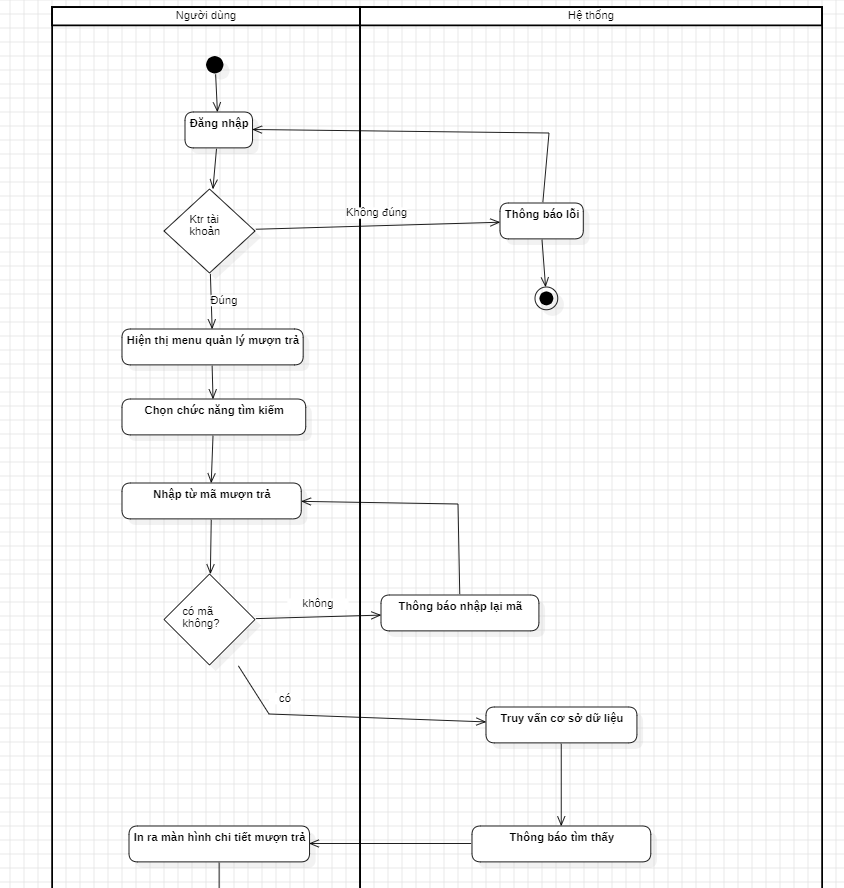 Người dùng
Hệ thống
Đăng nhập
Ktr tài
khoản
Không đúng
Thông báo lỗi
Đúng
Hiện thị menu quản lý mượn trả
Chọn chức năng tìm kiếm
Nhập từ mã mượn trả
có mã
không?
không
Thông báo nhập lại mã
có
Truy vấn cơ sở dữ liệu
In ra màn hình chi tiết mượn trả
Thông báo tìm thấy